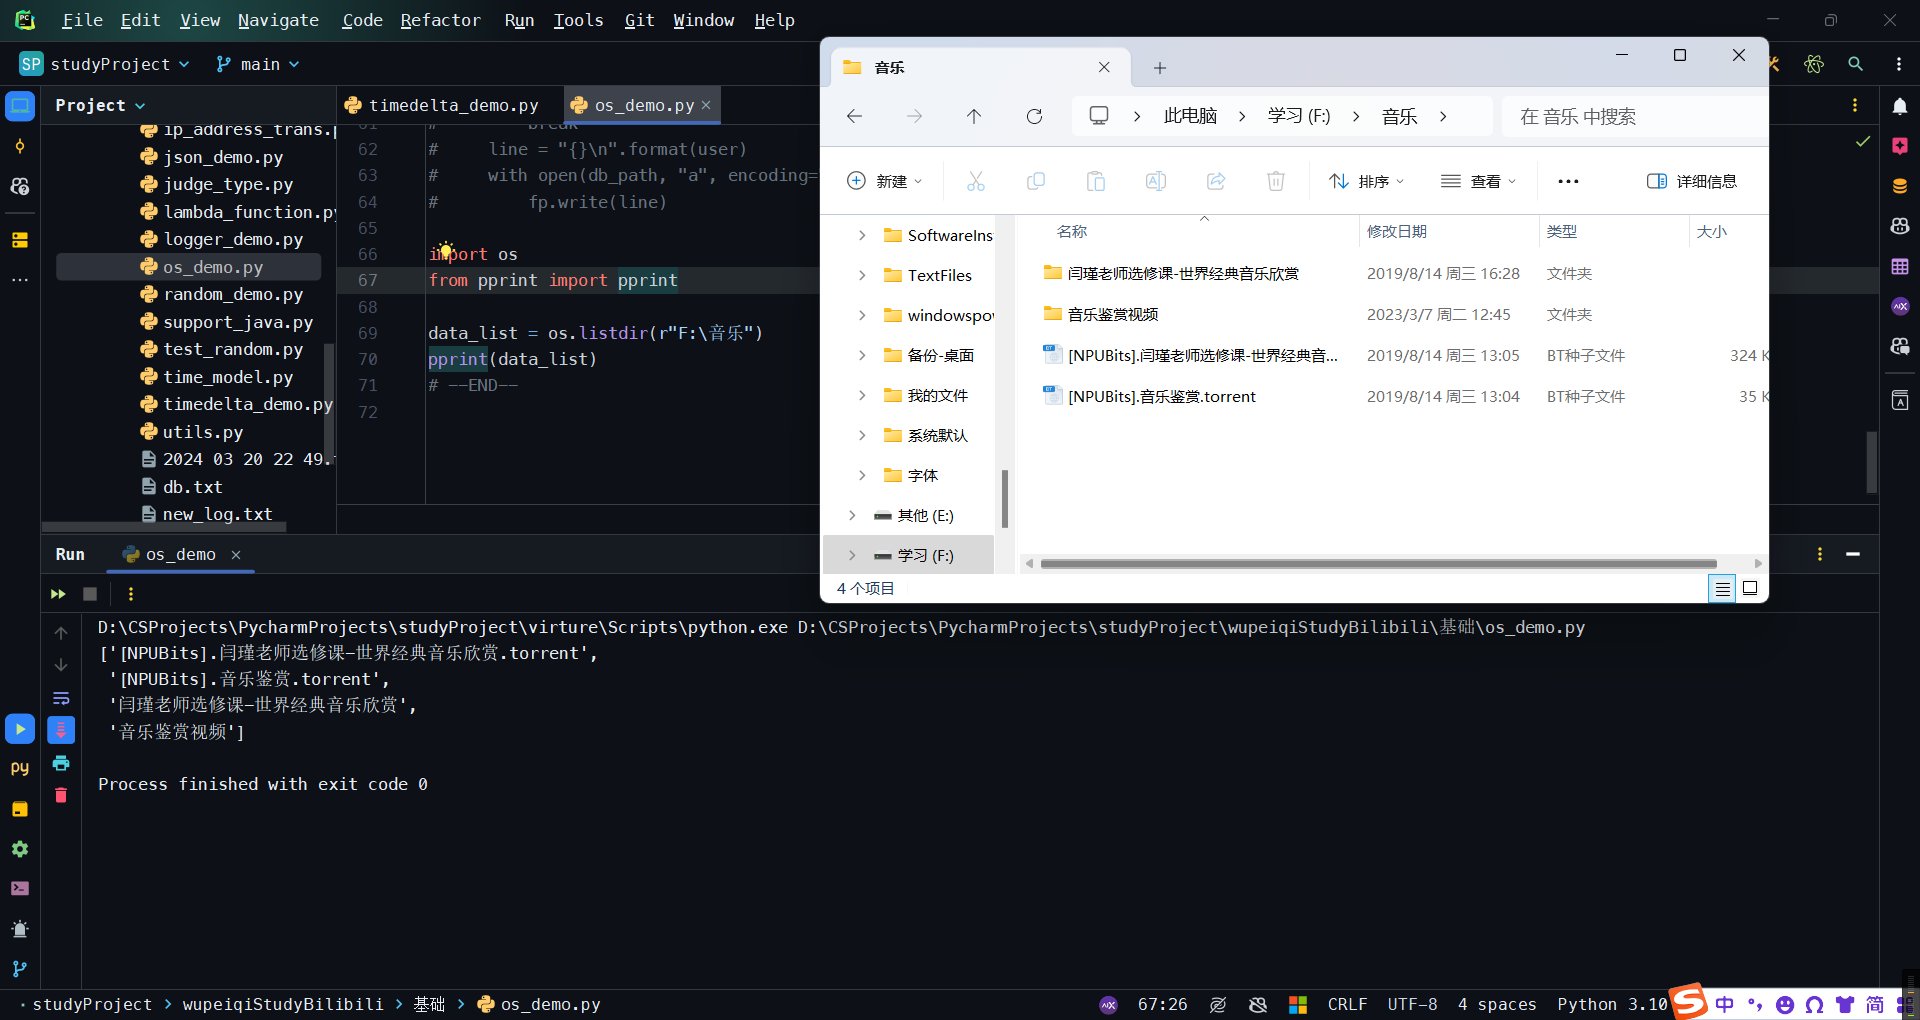 File Edit View Navigate Code Refactor Run Tools Git Window Help
SP studyProject main
Project
timedelta_demo.py
os_demo.py
ip_address_trans.p
json_demo.py
judge_type.py
lambda_function.py
logger_demo.py
os_demo.py
random_demo.py
support_java.py
test_random.py
time_model.py
timedelta_demo.py
utils.py
2024 03 20 22 49.
db.txt
new_log.txt
61 # break
62 # line = "{}\n".format(user)
63 # with open(db_path, "a", encoding=
64 # fp.write(line)
65
66 import os
67 from pprint import pprint
68
69 data_list = os.listdir(r"F:\音乐")
70 pprint(data_list)
71 # --END--
72
音乐
此电脑 学习 (F:) 音乐
在 音乐 中搜索
新建 排序 查看 详细信息
SoftwareIns
TextFiles
windowspow
备份-桌面
我的文件
系统默认
字体
其他 (E:)
学习 (F:)
名称 修改日期 类型 大小
闫瑾老师选修课-世界经典音乐欣赏 2019/8/14 周三 16:28 文件夹
音乐鉴赏视频 2023/3/7 周二 12:45 文件夹
[NPUBits].闫瑾老师选修课-世界经典音... 2019/8/14 周三 13:05 BT种子文件 324 K
[NPUBits].音乐鉴赏.torrent 2019/8/14 周三 13:04 BT种子文件 35 K
4 个项目
Run os_demo
D:\CSProjects\PycharmProjects\studyProject\virture\Scripts\python.exe D:\CSProjects\PycharmProjects\studyProject\wupeiqiStudyBilibili\基础\os_demo.py
['[NPUBits].闫瑾老师选修课-世界经典音乐欣赏.torrent',
'[NPUBits].音乐鉴赏.torrent',
'闫瑾老师选修课-世界经典音乐欣赏',
'音乐鉴赏视频']
Process finished with exit code 0
py
studyProject > wupeiqiStudyBilibili > 基础 > os_demo.py
67:26 CRLF UTF-8 4 spaces Python 3.10
中 简